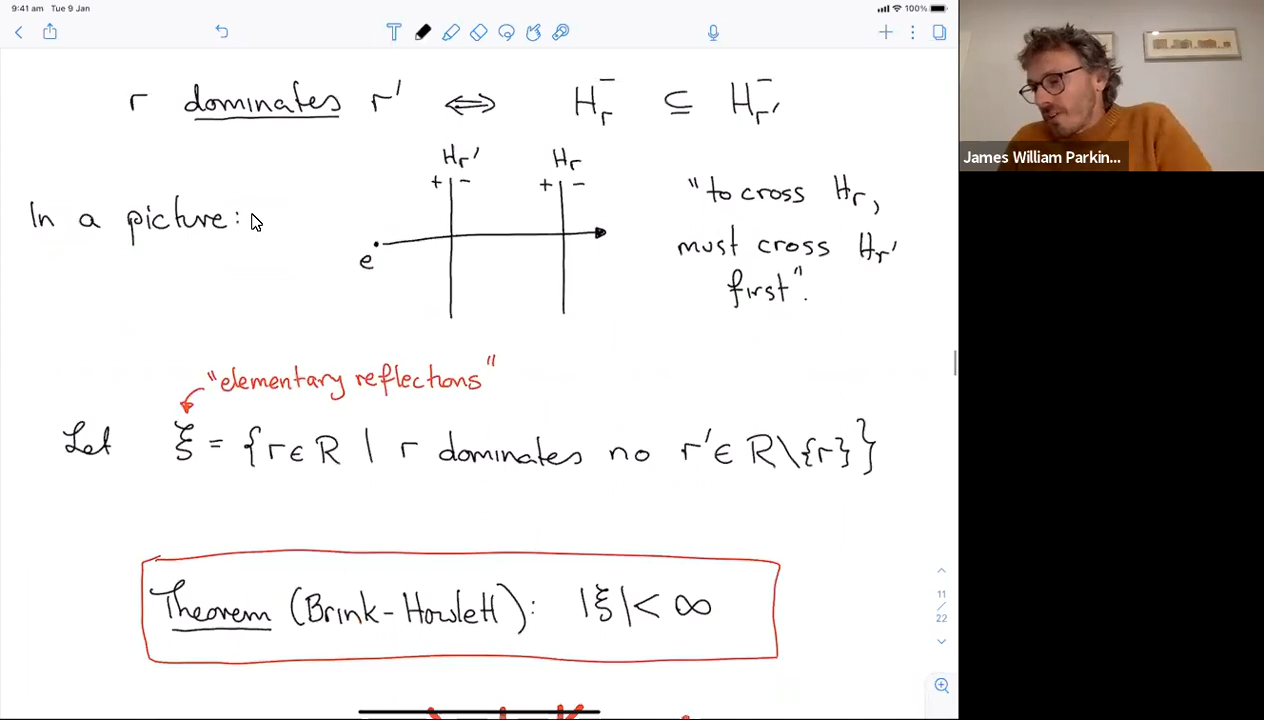 9:41 am Tue 9 Jan
100%
r dominates r' ⟺ H_r^- ⊆ H_r'^-
H_r' H_r
+ - + -
In a picture:
e
"to cross H_r,
must cross H_r'
first".
"elementary reflections"
Let ξ = {r ∈ R | r dominates no r' ∈ R\{r}}
Theorem (Brink-Howlett): |ξ| < ∞
11
/
22
James William Parkin...